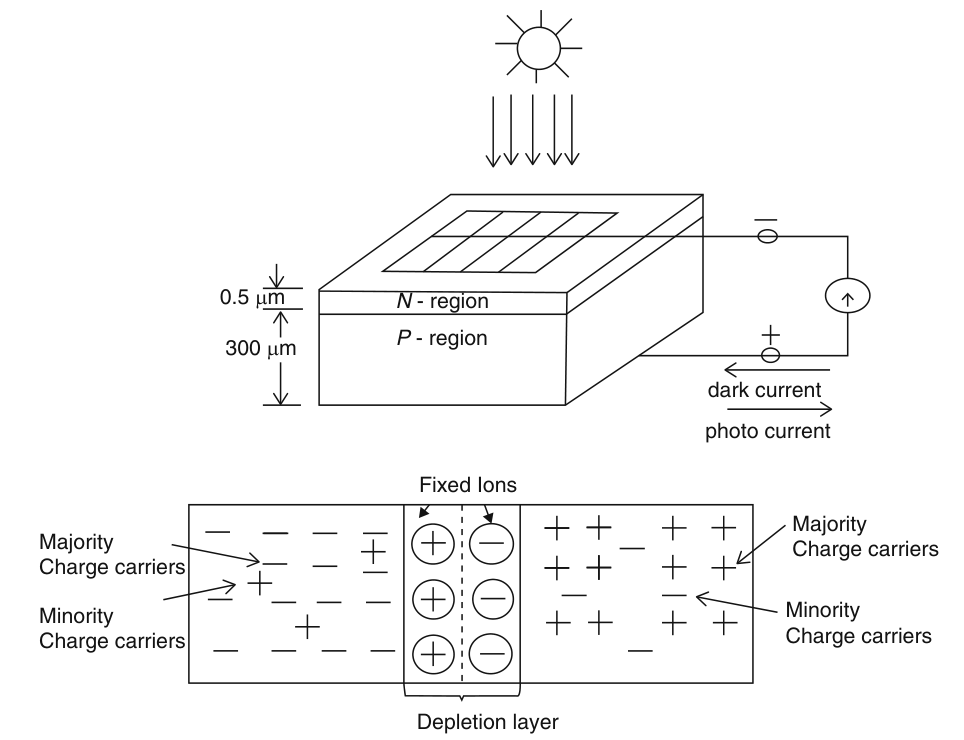 0.5 μm
N - region
P - region
300 μm
−
+
dark current
photo current
Fixed Ions
Majority
Charge carriers
Minority
Charge carriers
Majority
Charge carriers
Minority
Charge carriers
Depletion layer